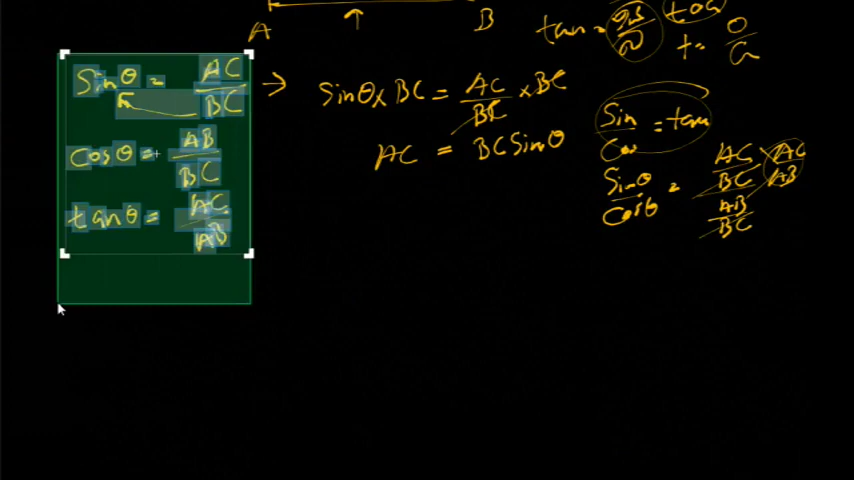 A ↑ B
tan = toa
t = O/a
Sinθ = AC/BC → Sinθ x BC = AC/BC x BC
AC = BC Sinθ
Cosθ = AB/BC
tanθ = AC/AB
Sin/Cos = tan
Sinθ/Cosθ = AC/BC / AB/BC AC/AB